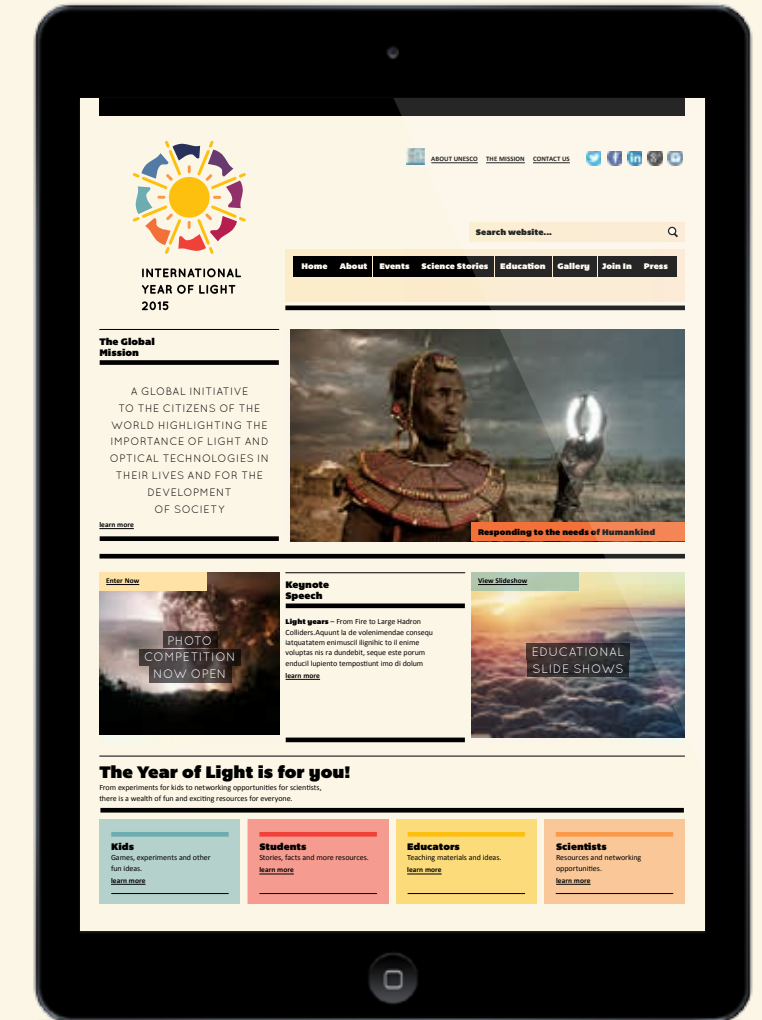 ABOUT UNESCO THE MISSION CONTACT US
Search website...
Home About Events Science Stories Education Gallery Join In Press
INTERNATIONAL
YEAR OF LIGHT
2015
The Global
Mission
A GLOBAL INITIATIVE
TO THE CITIZENS OF THE
WORLD HIGHLIGHTING THE
IMPORTANCE OF LIGHT AND
OPTICAL TECHNOLOGIES IN
THEIR LIVES AND FOR THE
DEVELOPMENT
OF SOCIETY
learn more
Responding to the needs of Humankind
Enter Now
PHOTO
COMPETITION
NOW OPEN
Keynote
Speech
Light years – From Fire to Large Hadron
Colliders.Aquunt la de volenimendae consequ
iatquatatem enimuscil ilignihic to il enime
voluptas nis ra dundebit, seque este porum
enducil lupiento tempostiunt imo di dolum
learn more
View Slideshow
EDUCATIONAL
SLIDE SHOWS
The Year of Light is for you!
From experiments for kids to networking opportunities for scientists,
there is a wealth of fun and exciting resources for everyone.
Kids
Games, experiments and other
fun ideas.
learn more
Students
Stories, facts and more resources.
learn more
Educators
Teaching materials and ideas.
learn more
Scientists
Resources and networking
opportunities.
learn more